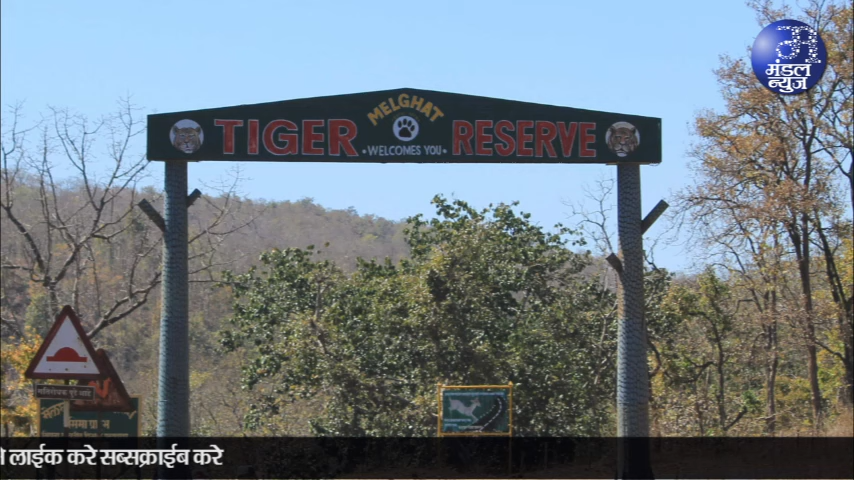 मंडल
न्युज
MELGHAT
TIGER RESERVE
•WELCOMES YOU•
लाईक करे सब्सक्राईब करे